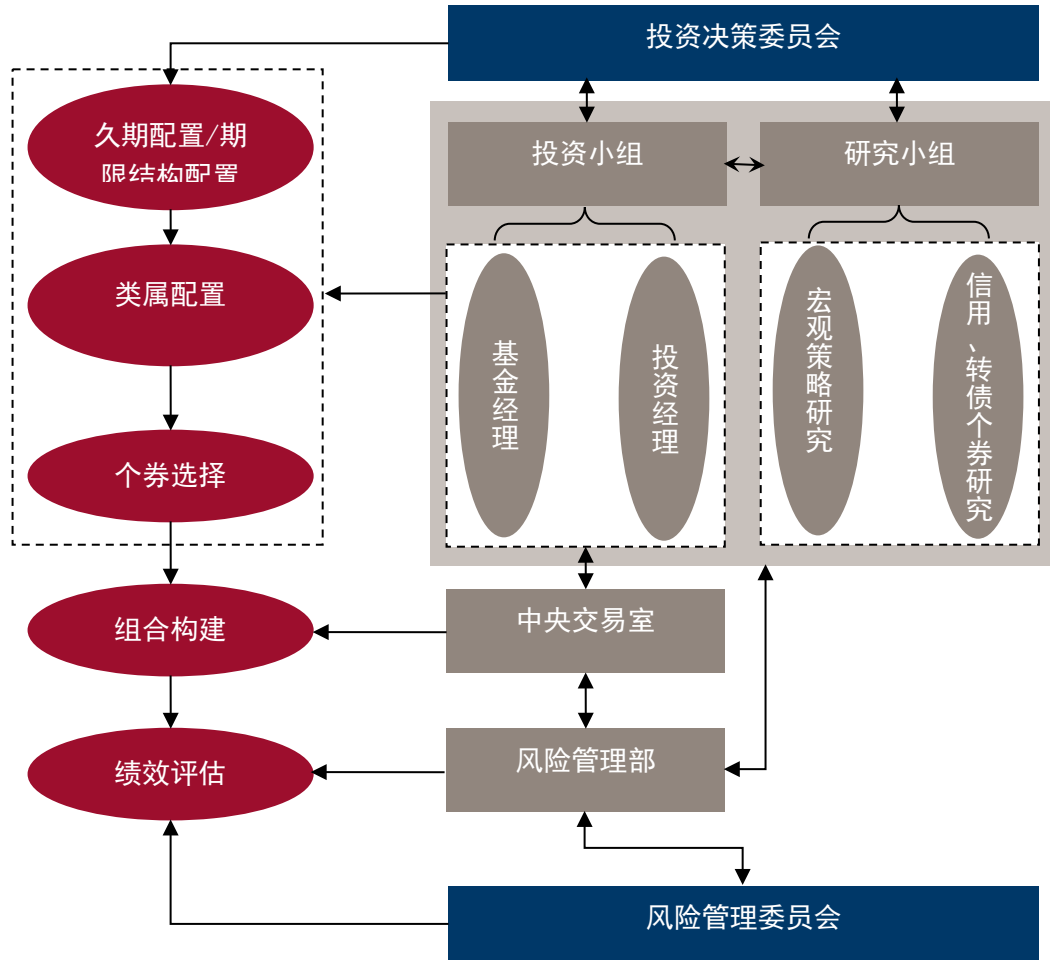 投资决策委员会
久期配置/期
限结构配置
投资小组
研究小组
类属配置
基金经理
投资经理
宏观策略研究
信用、转债个券研究
个券选择
组合构建
中央交易室
绩效评估
风险管理部
风险管理委员会